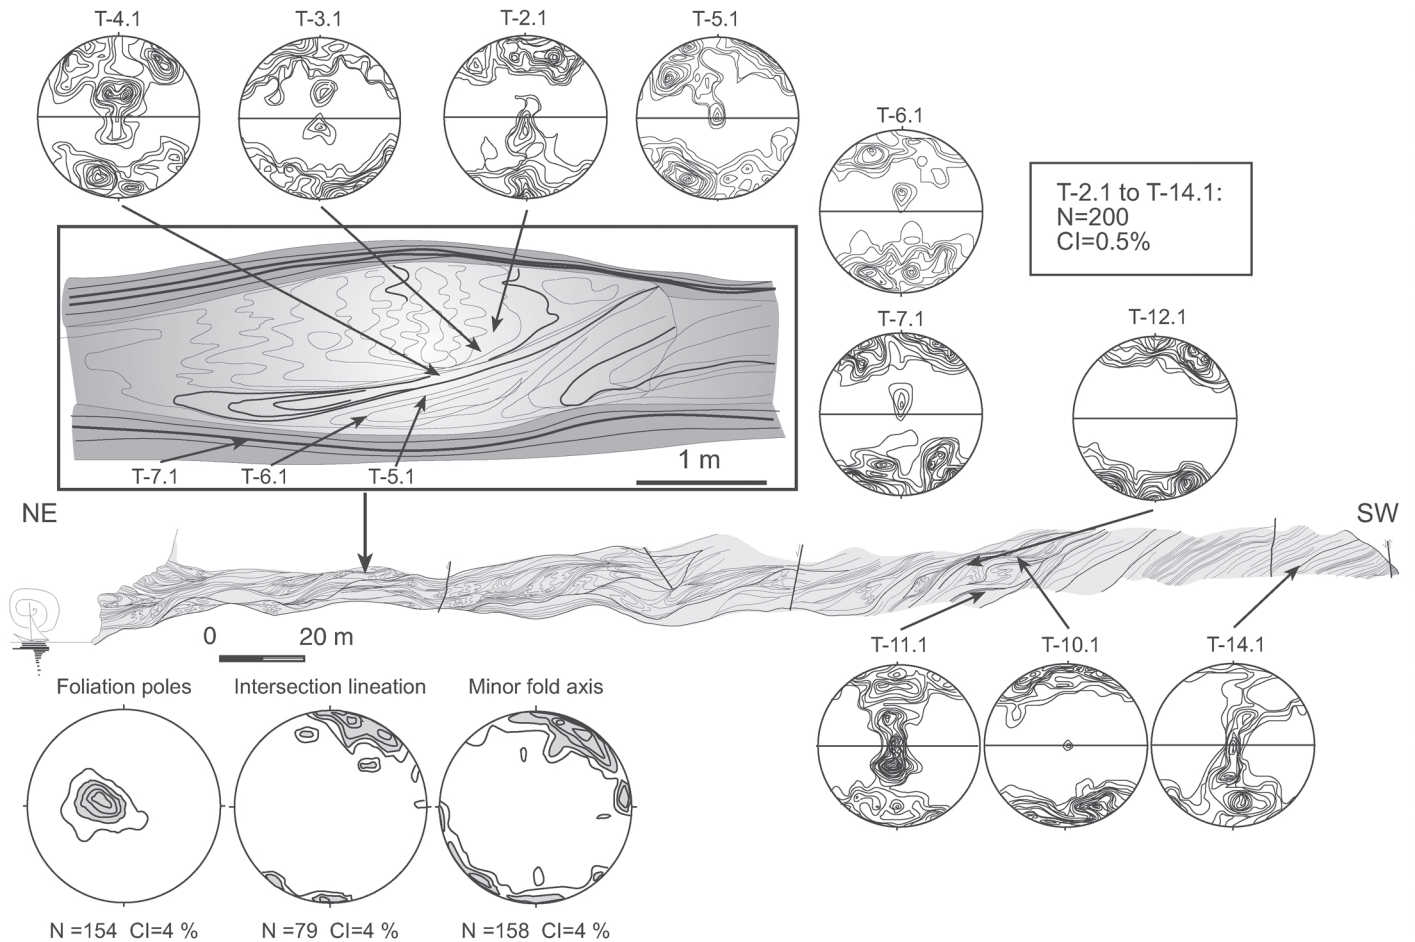 T-4.1
T-3.1
T-2.1
T-5.1
T-6.1
T-2.1 to T-14.1:
N=200
CI=0.5%
T-7.1
T-12.1
T-7.1
T-6.1
T-5.1
1 m
NE
SW
0
20 m
T-11.1
T-10.1
T-14.1
Foliation poles
Intersection lineation
Minor fold axis
N =154 CI=4 %
N =79 CI=4 %
N =158 CI=4 %